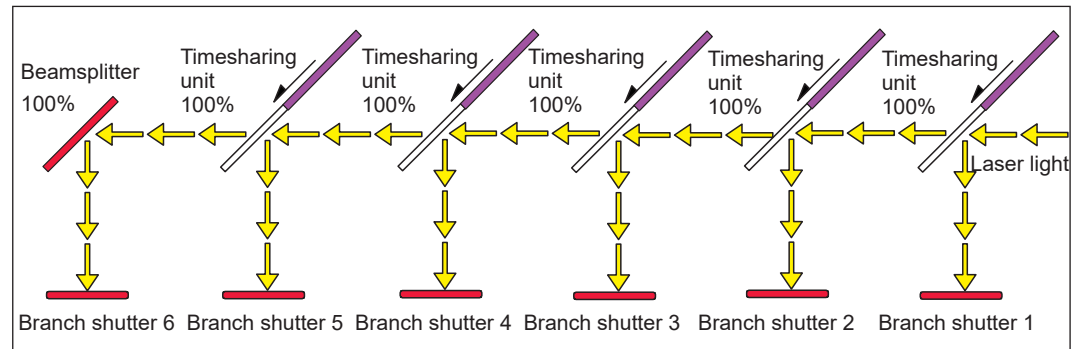 Beamsplitter
100%
Timesharing
unit
100%
Timesharing
unit
100%
Timesharing
unit
100%
Timesharing
unit
100%
Timesharing
unit
100%
Laser light
Branch shutter 6
Branch shutter 5
Branch shutter 4
Branch shutter 3
Branch shutter 2
Branch shutter 1